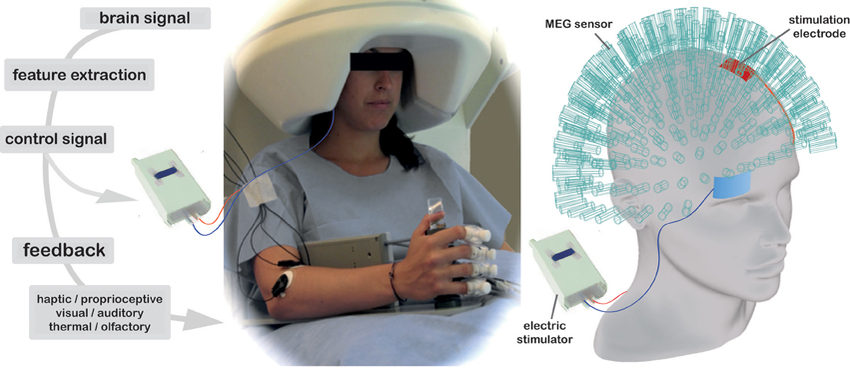 brain signal
feature extraction
control signal
feedback
haptic / proprioceptive
visual / auditory
thermal / olfactory
MEG sensor
stimulation
electrode
electric
stimulator